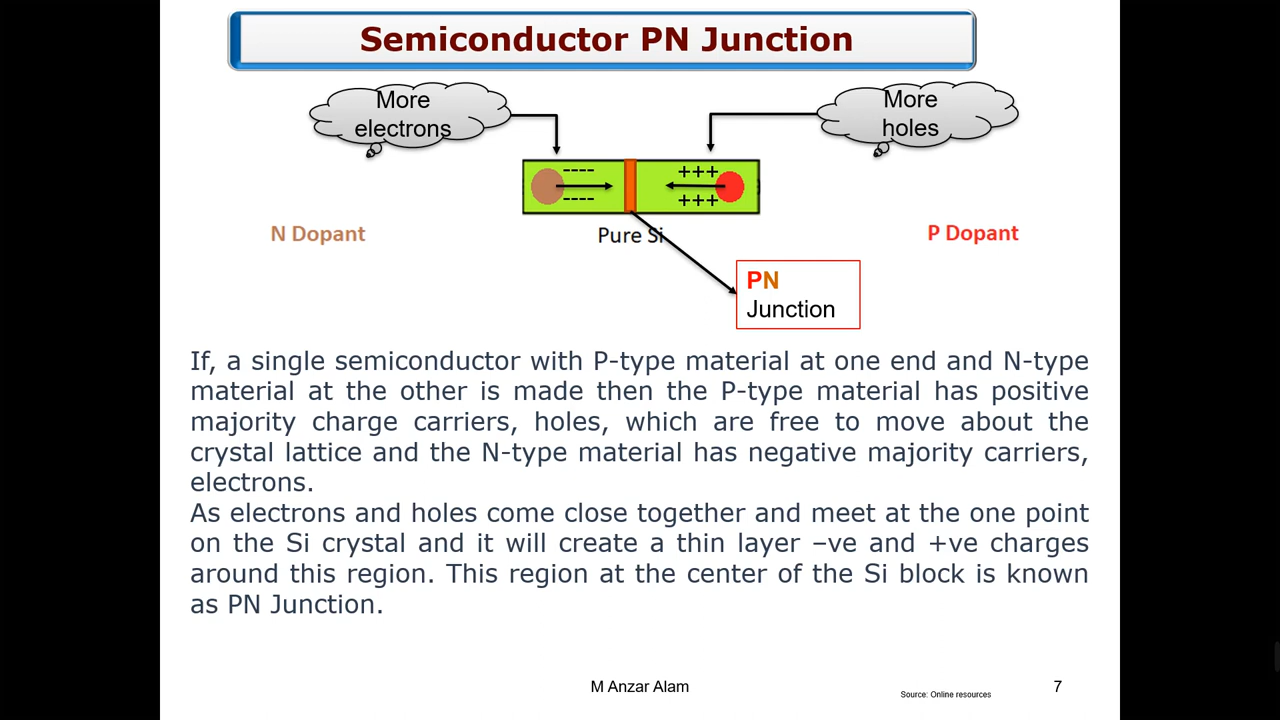 Semiconductor PN Junction
More
electrons
More
holes
----
+++
----
+++
N Dopant
Pure Si
P Dopant
PN
Junction
If, a single semiconductor with P-type material at one end and N-type
material at the other is made then the P-type material has positive
majority charge carriers, holes, which are free to move about the
crystal lattice and the N-type material has negative majority carriers,
electrons.
As electrons and holes come close together and meet at the one point
on the Si crystal and it will create a thin layer –ve and +ve charges
around this region. This region at the center of the Si block is known
as PN Junction.
M Anzar Alam
Source: Online resources
7